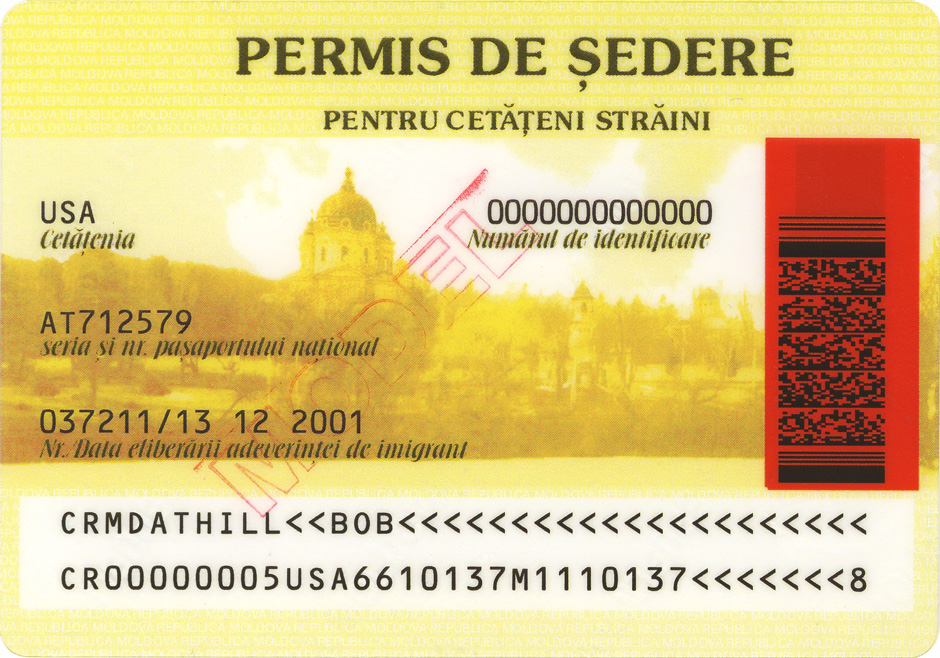 PERMIS DE ȘEDERE
PENTRU CETĂȚENI STRĂINI
USA
Cetățenia
0000000000000
Numărul de identificare
AT712579
seria și nr. pașaportului național
037211/13 12 2001
Nr. Data eliberării adeverinței de imigrant
MODEL
CRMDATHILL<<BOB<<<<<<<<<<<<<<<<<<<<<
CR00000005USA6610137M1110137<<<<<<<8